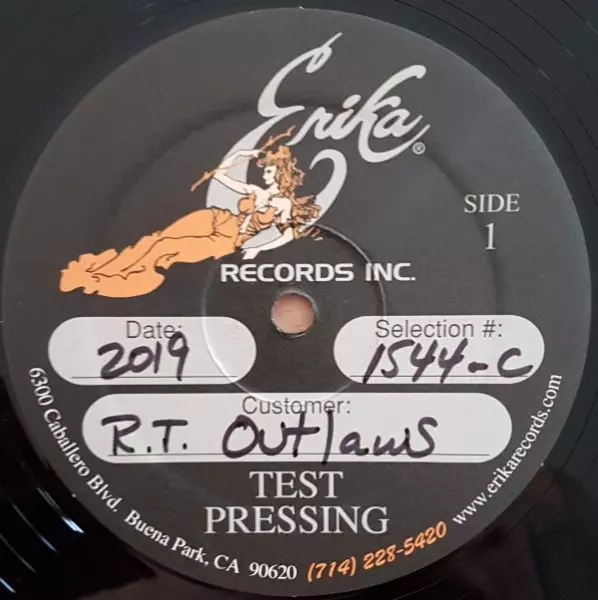 Erika®
RECORDS INC.
SIDE
1
Date:
2019
Selection #:
1544-C
Customer:
R.T. Outlaws
TEST
PRESSING
6300 Caballero Blvd. Buena Park, CA 90620 (714) 228-5420 www.erikarecords.com